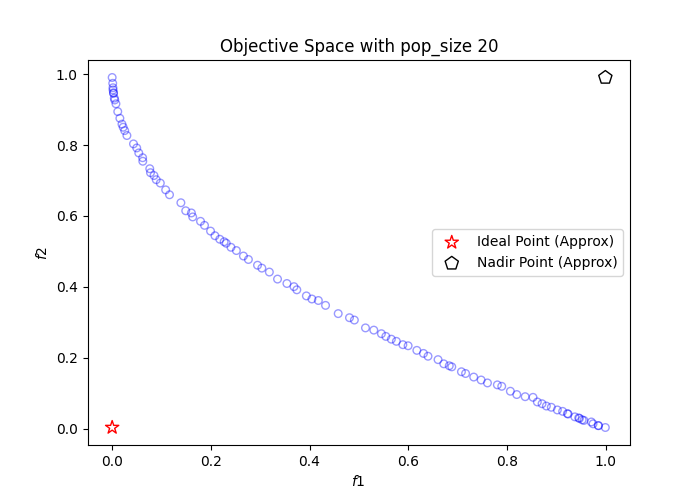 Objective Space with pop_size 20
1.0
0.8
0.6
0.4
0.2
0.0
f2
Ideal Point (Approx)
Nadir Point (Approx)
0.0 0.2 0.4 0.6 0.8 1.0
f1